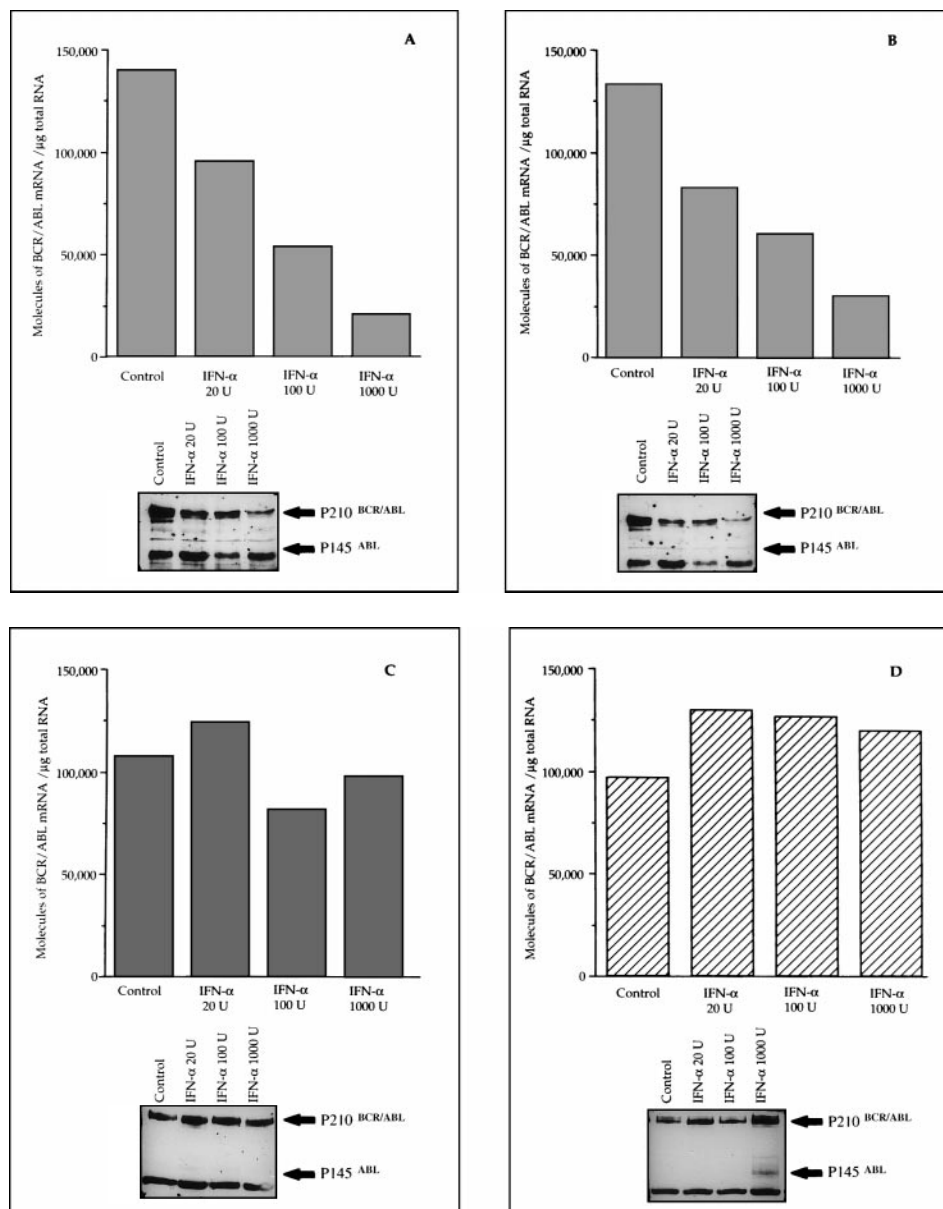 A
150,000
100,000
50,000
0
Molecules of BCR/ABL mRNA /µg total RNA
Control
IFN-α 20 U
IFN-α 100 U
IFN-α 1000 U
Control
IFN-α 20 U
IFN-α 100 U
IFN-α 1000 U
P210 BCR/ABL
P145 ABL
B
150,000
100,000
50,000
0
Molecules of BCR/ABL mRNA /µg total RNA
Control
IFN-α 20 U
IFN-α 100 U
IFN-α 1000 U
Control
IFN-α 20 U
IFN-α 100 U
IFN-α 1000 U
P210 BCR/ABL
P145 ABL
C
150,000
100,000
50,000
0
Molecules of BCR/ABL mRNA /µg total RNA
Control
IFN-α 20 U
IFN-α 100 U
IFN-α 1000 U
Control
IFN-α 20 U
IFN-α 100 U
IFN-α 1000 U
P210 BCR/ABL
P145 ABL
D
150,000
100,000
50,000
0
Molecules of BCR/ABL mRNA /µg total RNA
Control
IFN-α 20 U
IFN-α 100 U
IFN-α 1000 U
Control
IFN-α 20 U
IFN-α 100 U
IFN-α 1000 U
P210 BCR/ABL
P145 ABL